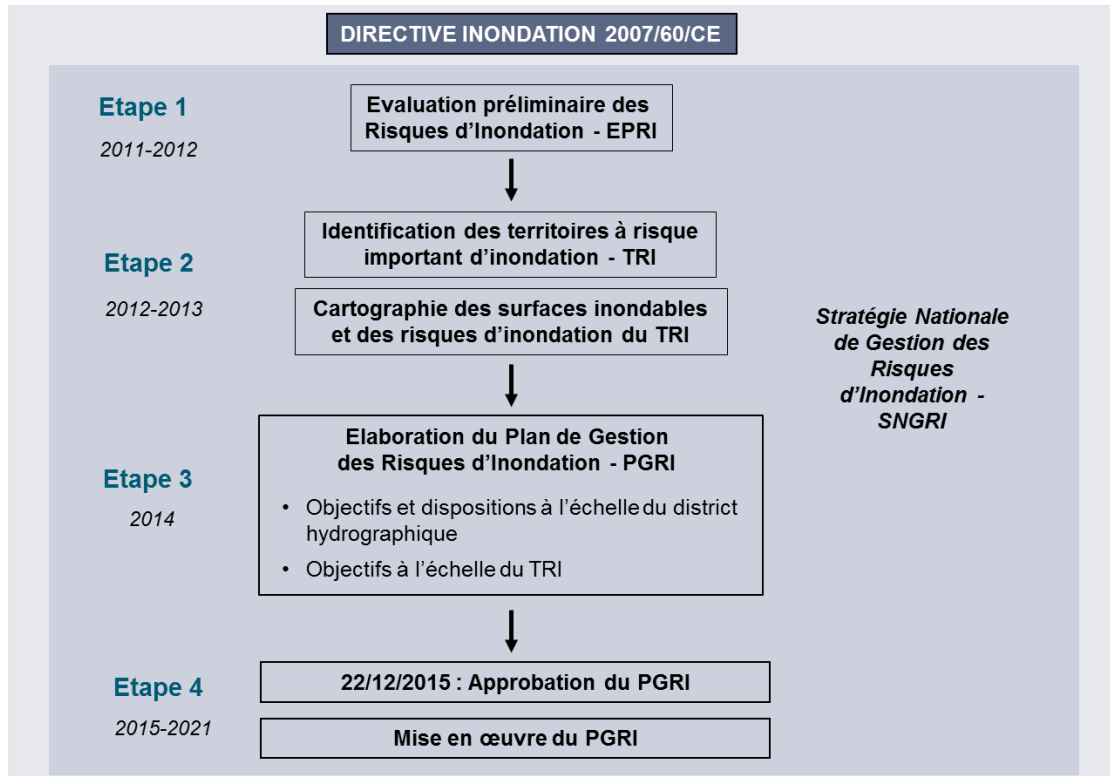 DIRECTIVE INONDATION 2007/60/CE
Etape 1
2011-2012
Evaluation préliminaire des
Risques d'Inondation - EPRI
Etape 2
2012-2013
Identification des territoires à risque
important d'inondation - TRI
Cartographie des surfaces inondables
et des risques d'inondation du TRI
Stratégie Nationale
de Gestion des
Risques
d'Inondation -
SNGRI
Etape 3
2014
Elaboration du Plan de Gestion
des Risques d'Inondation - PGRI
• Objectifs et dispositions à l'échelle du district
hydrographique
• Objectifs à l'échelle du TRI
Etape 4
2015-2021
22/12/2015 : Approbation du PGRI
Mise en œuvre du PGRI